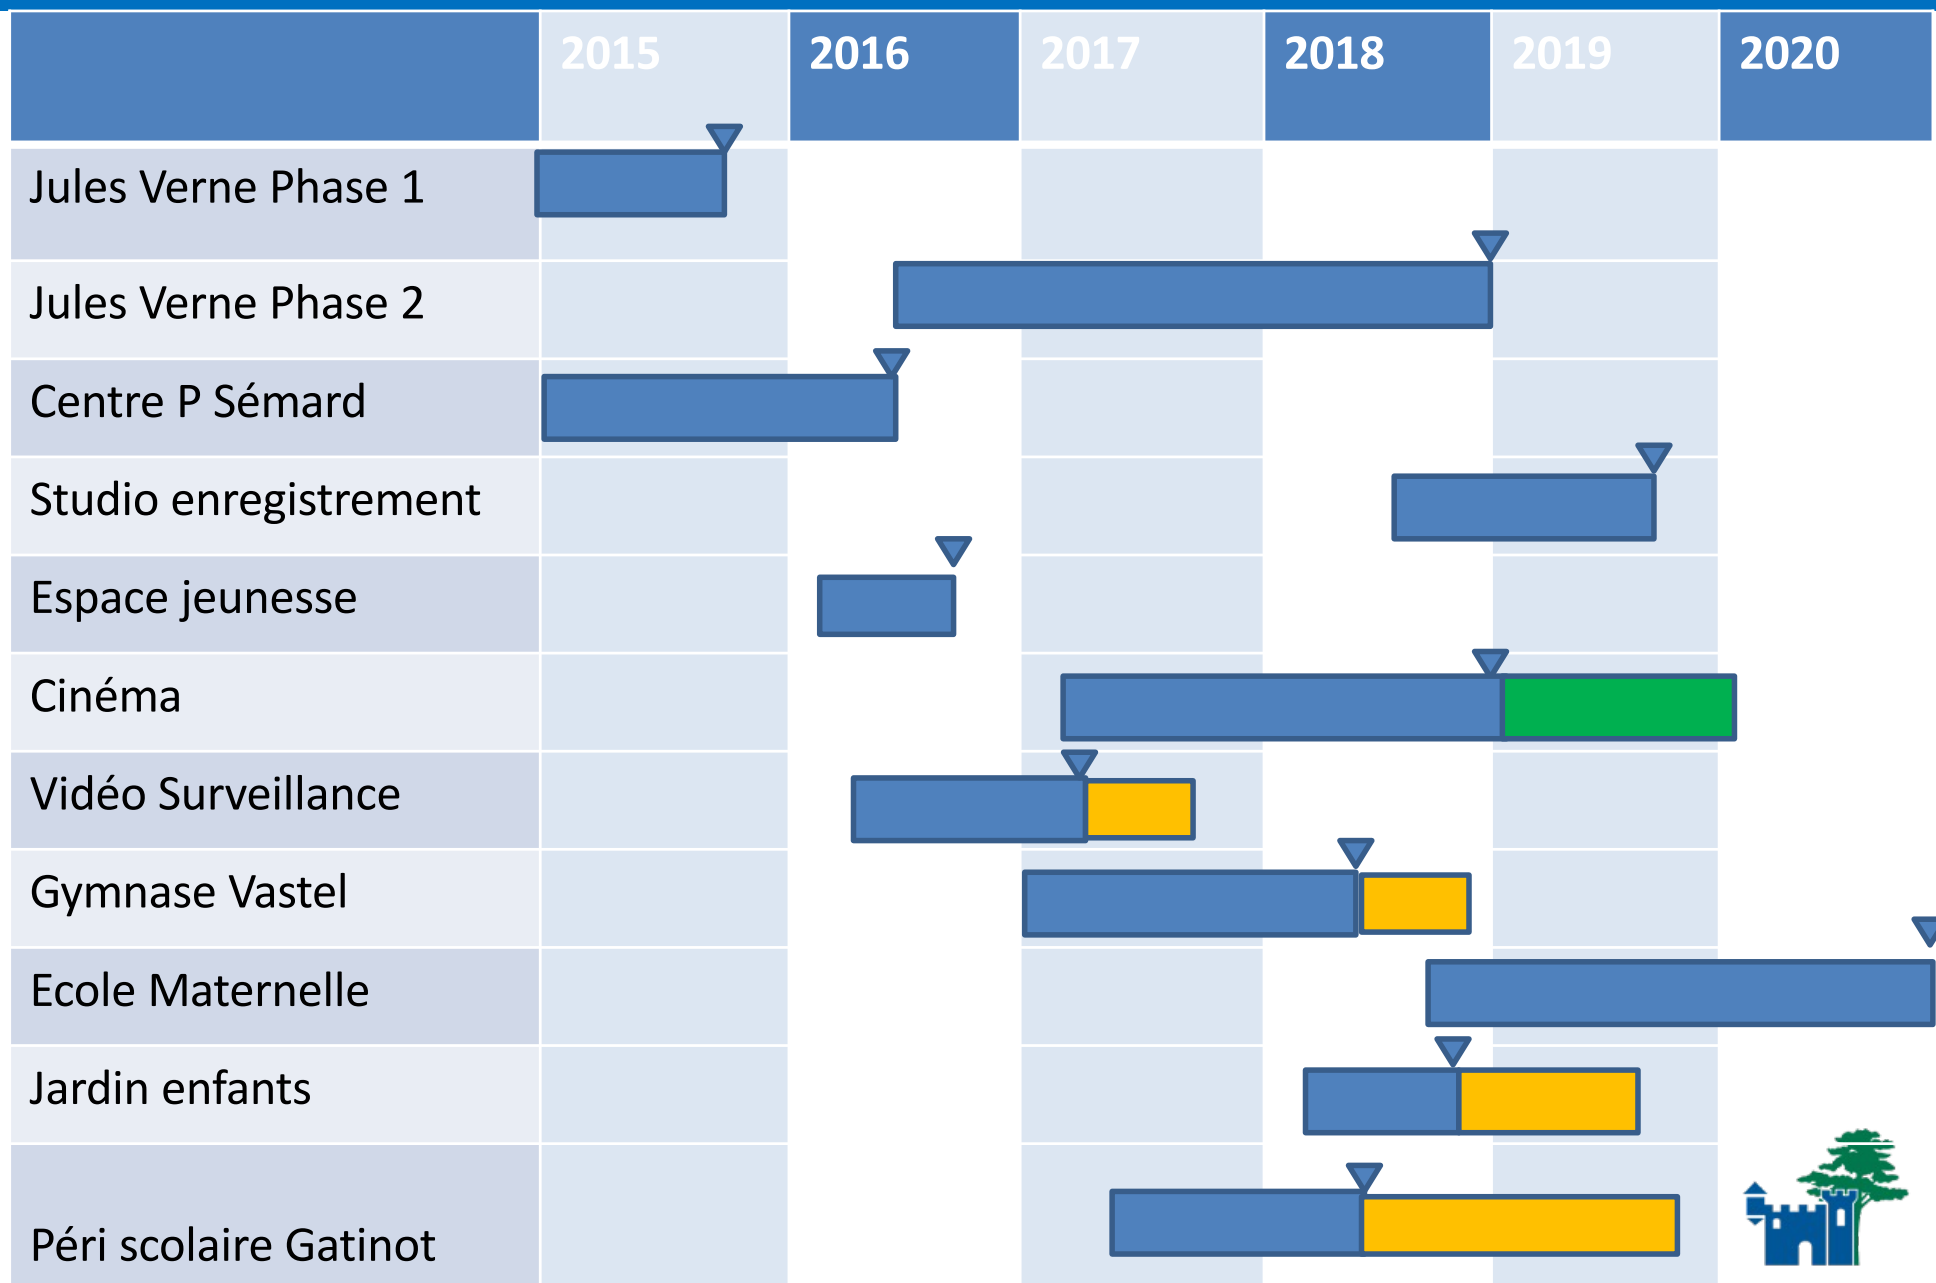 2015 2016 2017 2018 2019 2020
Jules Verne Phase 1
Jules Verne Phase 2
Centre P Sémard
Studio enregistrement
Espace jeunesse
Cinéma
Vidéo Surveillance
Gymnase Vastel
Ecole Maternelle
Jardin enfants
Péri scolaire Gatinot